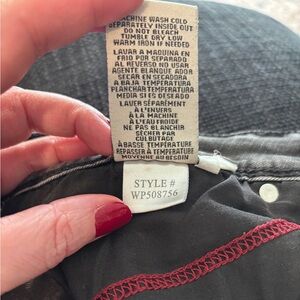 MACHINE WASH COLD
SEPARATELY INSIDE OUT
DO NOT BLEACH
TUMBLE DRY LOW
WARM IRON IF NEEDED
LAVAR A MAQUINA EN
FRIO POR SEPARADO
AL REVERSO NO USAR
AGENTE BLANQUEADOR
SECAR EN SECADORA
A BAJA TEMPERATURA
PLANCHAR TEMPERATURA
MEDIA SI ES DESEADO
LAVER SÉPARÉMENT
À L'ENVERS
À LA MACHINE
À L'EAU FROIDE
NE PAS BLANCHIR
SÉCHER PAR
CULBUTAGE
À BASSE TEMPÉRATURE
REPASSER À TEMPÉRATURE
MOYENNE AU BESOIN
STYLE #
WP508756